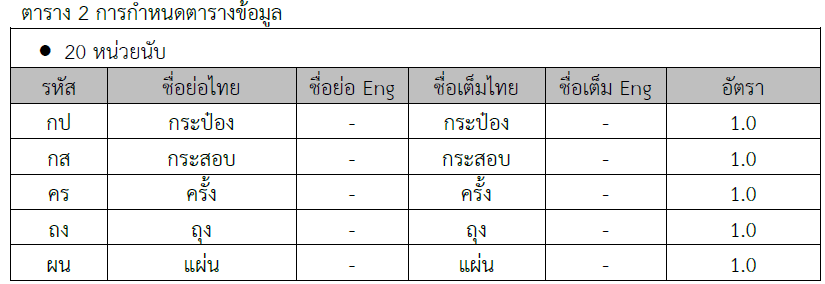 ตาราง 2 การกำหนดตารางข้อมูล
● 20 หน่วยนับ
รหัส ชื่อย่อไทย ชื่อย่อ Eng ชื่อเต็มไทย ชื่อเต็ม Eng อัตรา
กป กระป๋อง - กระป๋อง - 1.0
กส กระสอบ - กระสอบ - 1.0
คร ครั้ง - ครั้ง - 1.0
ถง ถุง - ถุง - 1.0
ผน แผ่น - แผ่น - 1.0